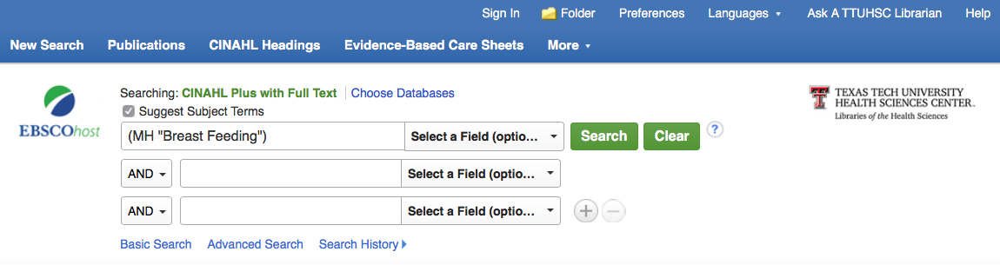 Sign In Folder Preferences Languages Ask A TTUHSC Librarian Help
New Search Publications CINAHL Headings Evidence-Based Care Sheets More
EBSCOhost
Searching: CINAHL Plus with Full Text Choose Databases
Suggest Subject Terms
(MH "Breast Feeding") Select a Field (optio... Search Clear ?
AND Select a Field (optio...
AND Select a Field (optio... + −
Basic Search Advanced Search Search History
TEXAS TECH UNIVERSITY
HEALTH SCIENCES CENTER.
Libraries of the Health Sciences